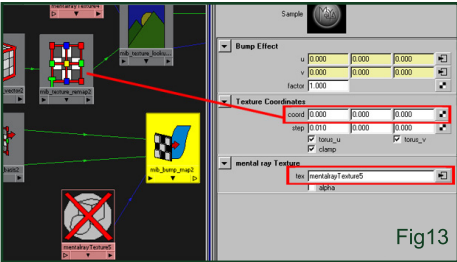 mentalrayTexture4
mib_texture_looku...
_vector2
mib_texture_remap2
basis2
mib_bump_map2
mentalrayTexture5
Sample
Bump Effect
u 0.000 0.000 0.000
v 0.000 0.000 0.000
factor 1.000
Texture Coordinates
coord 0.000 0.000 0.000
step 0.010 0.000 0.000
torus_u torus_v
clamp
mental ray Texture
tex mentalrayTexture5
alpha
Fig13